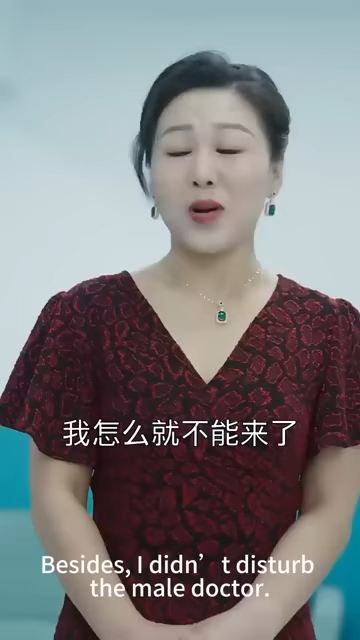 我怎么就不能来了
Besides, I didn't disturb
the male doctor.